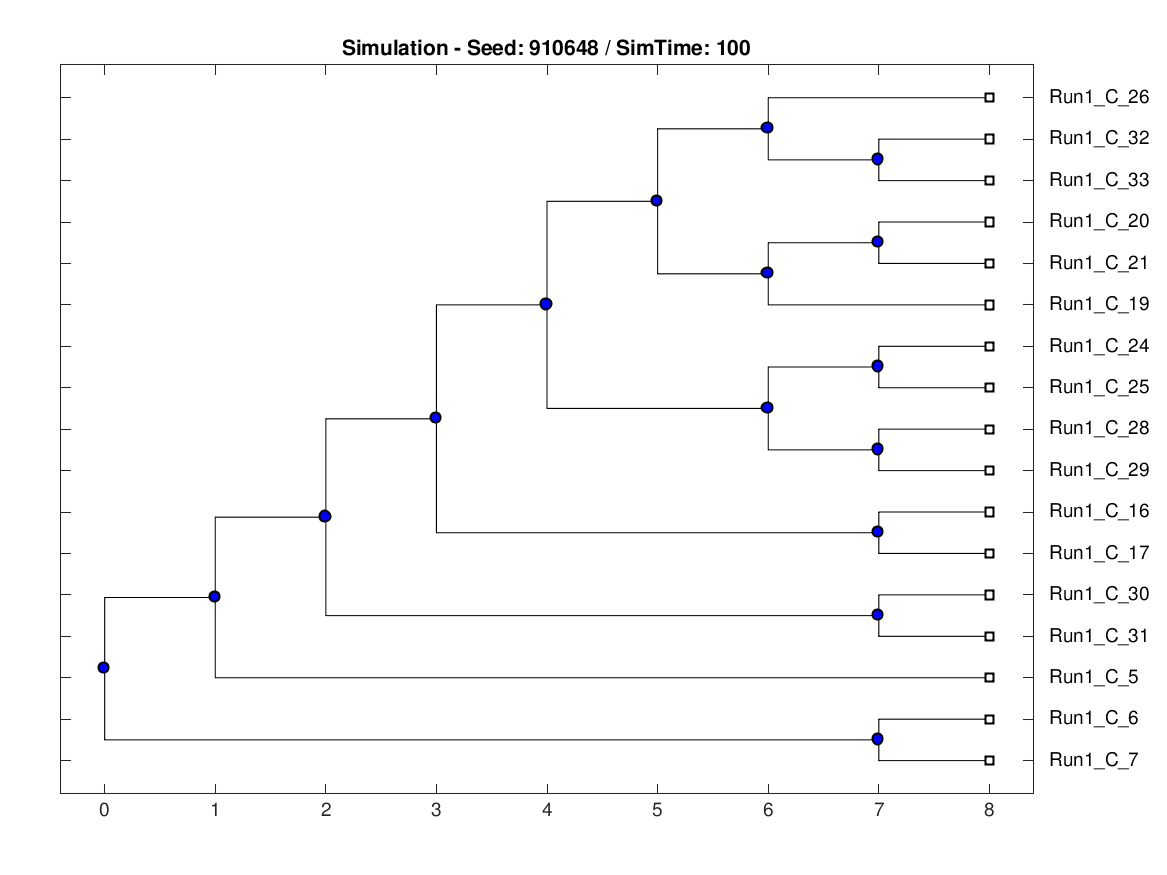 Simulation - Seed: 910648 / SimTime: 100
Run1_C_26
Run1_C_32
Run1_C_33
Run1_C_20
Run1_C_21
Run1_C_19
Run1_C_24
Run1_C_25
Run1_C_28
Run1_C_29
Run1_C_16
Run1_C_17
Run1_C_30
Run1_C_31
Run1_C_5
Run1_C_6
Run1_C_7
0 1 2 3 4 5 6 7 8